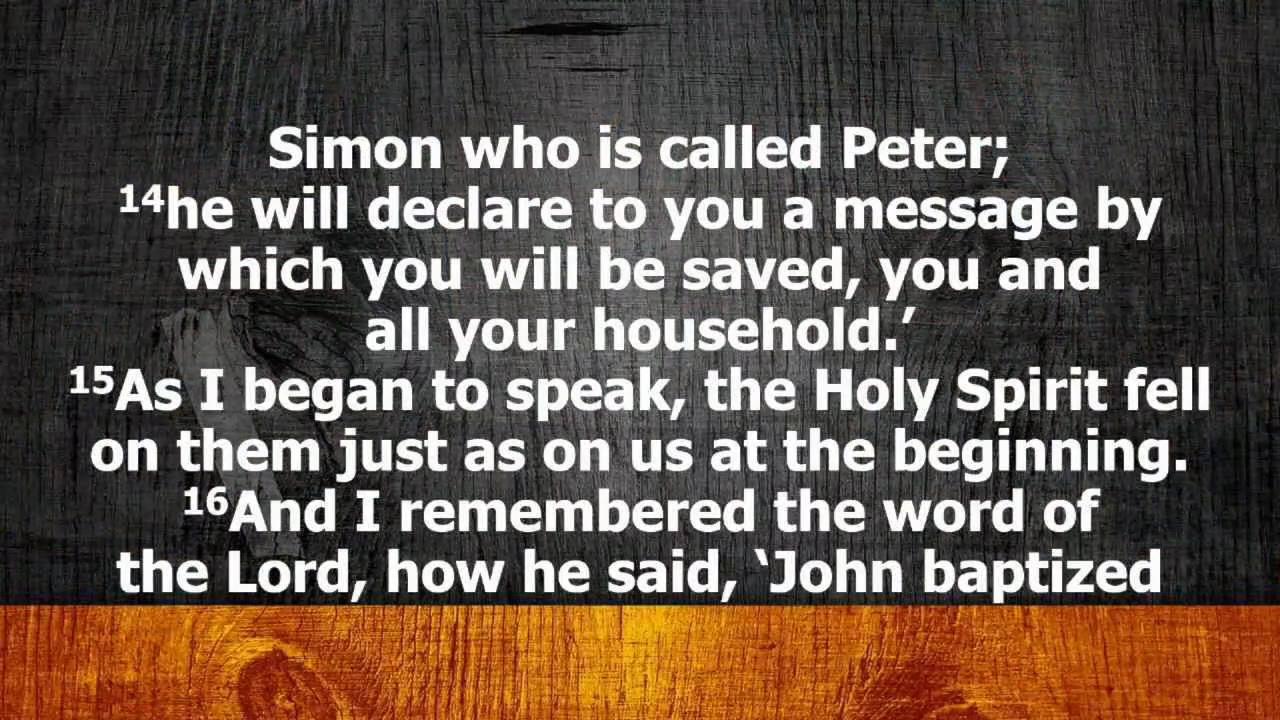 Simon who is called Peter;
14he will declare to you a message by
which you will be saved, you and
all your household.’
15As I began to speak, the Holy Spirit fell
on them just as on us at the beginning.
16And I remembered the word of
the Lord, how he said, ‘John baptized